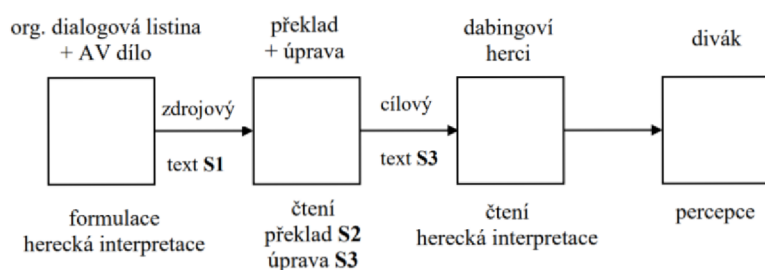 org. dialogová listina
+ AV dílo
překlad
+ úprava
dabingoví
herci
divák
zdrojový
text S1
cílový
text S3
formulace
herecká interpretace
čtení
překlad S2
úprava S3
čtení
herecká interpretace
percepce